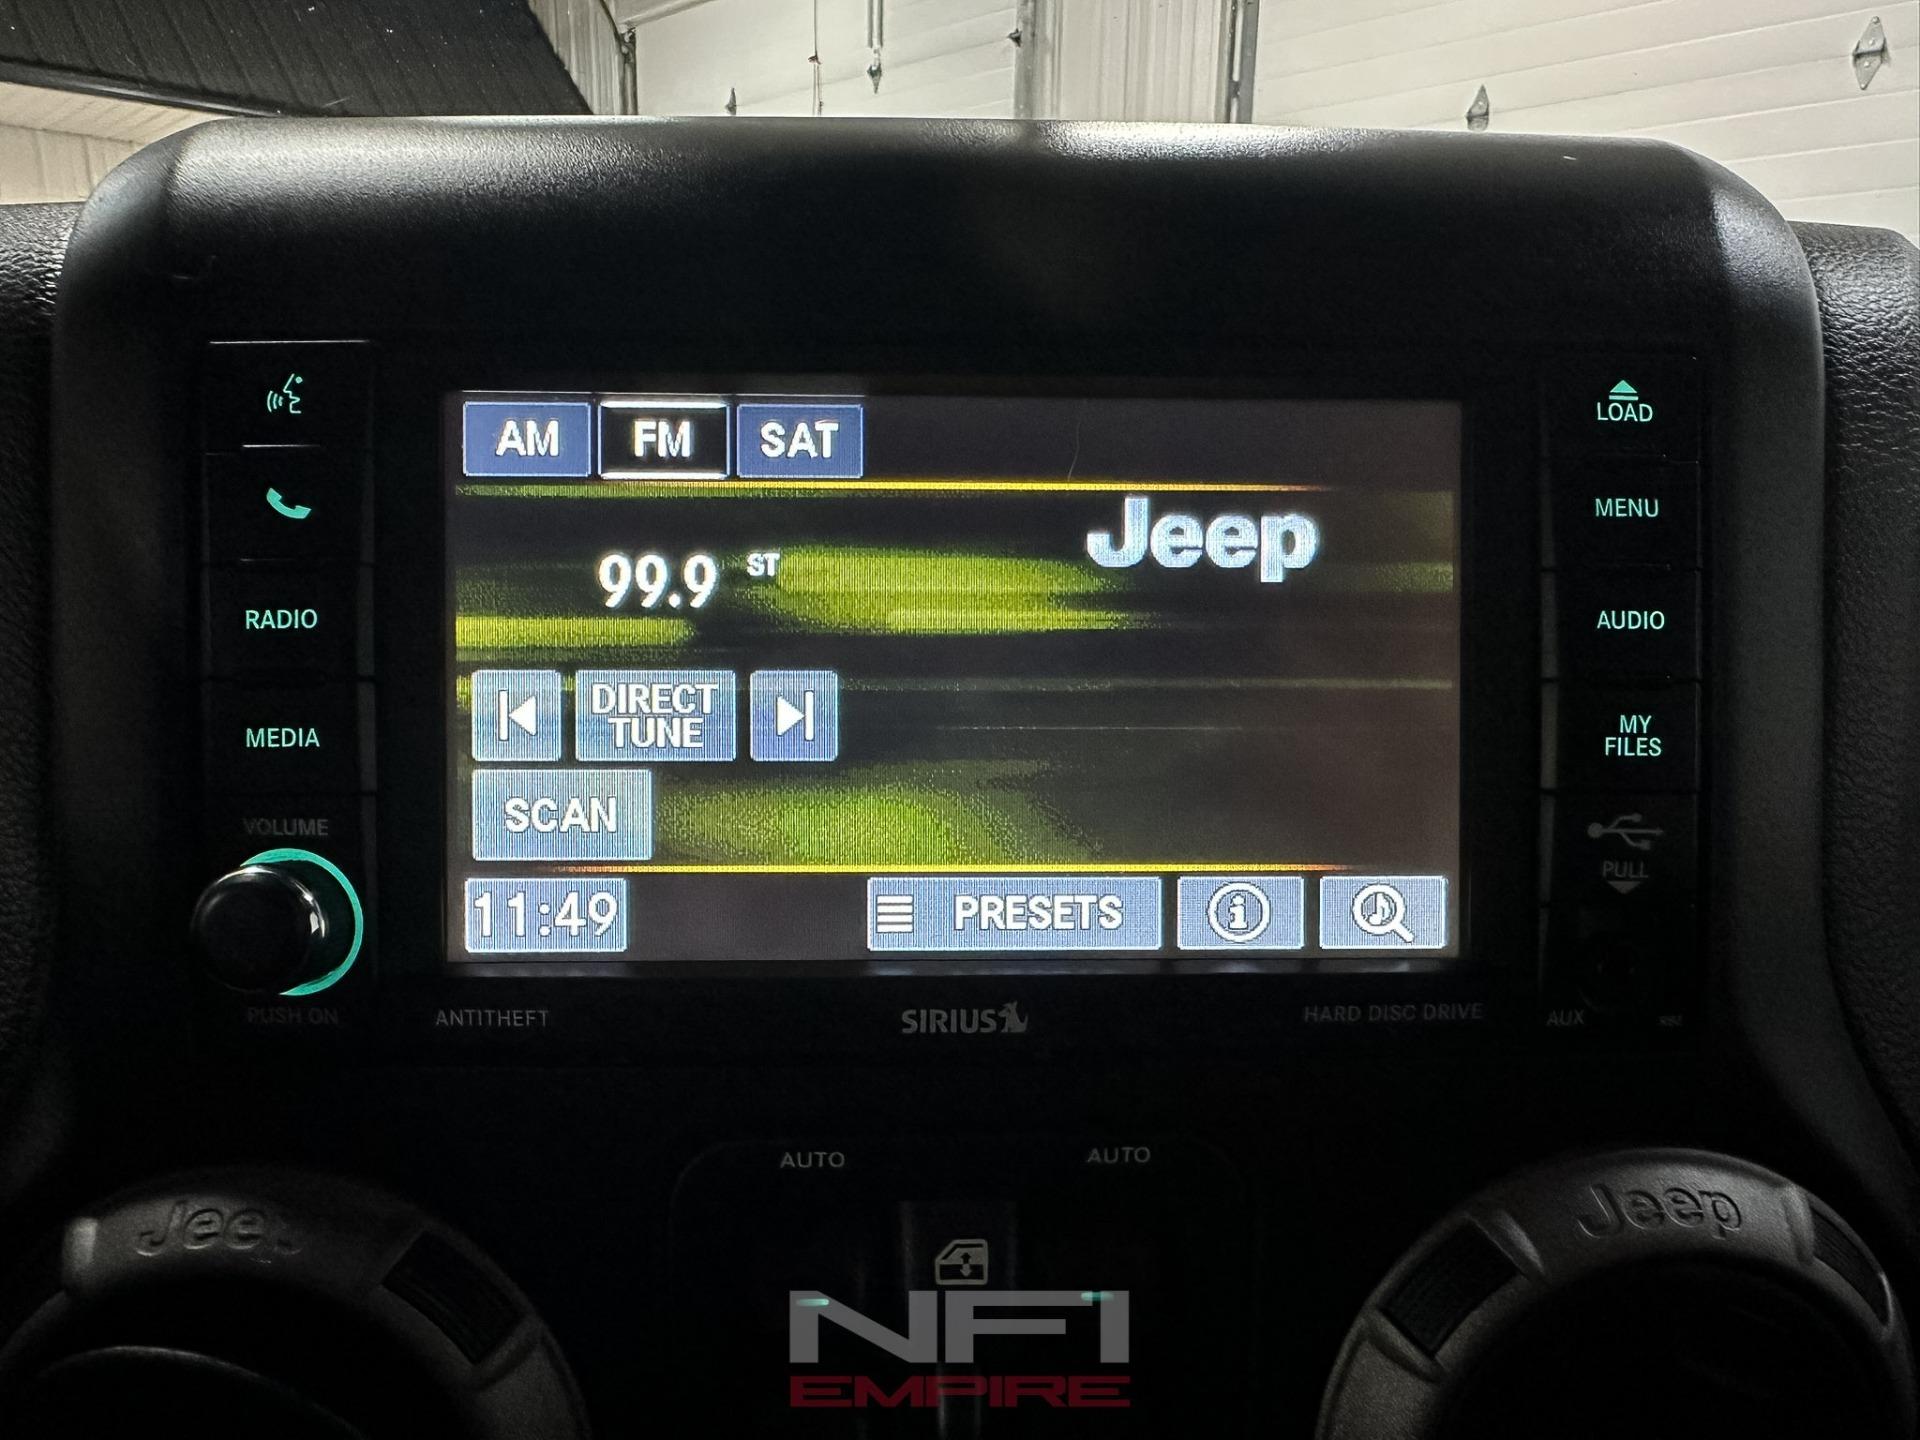 AM FM SAT
LOAD
MENU
Jeep
99.9 ST
RADIO
AUDIO
DIRECT
TUNE
MEDIA
MY
FILES
SCAN
VOLUME
PULL
11:49 PRESETS
PUSH ON
ANTITHEFT SIRIUS HARD DISC DRIVE AUX
AUTO AUTO
Jeep Jeep
NFI
EMPIRE